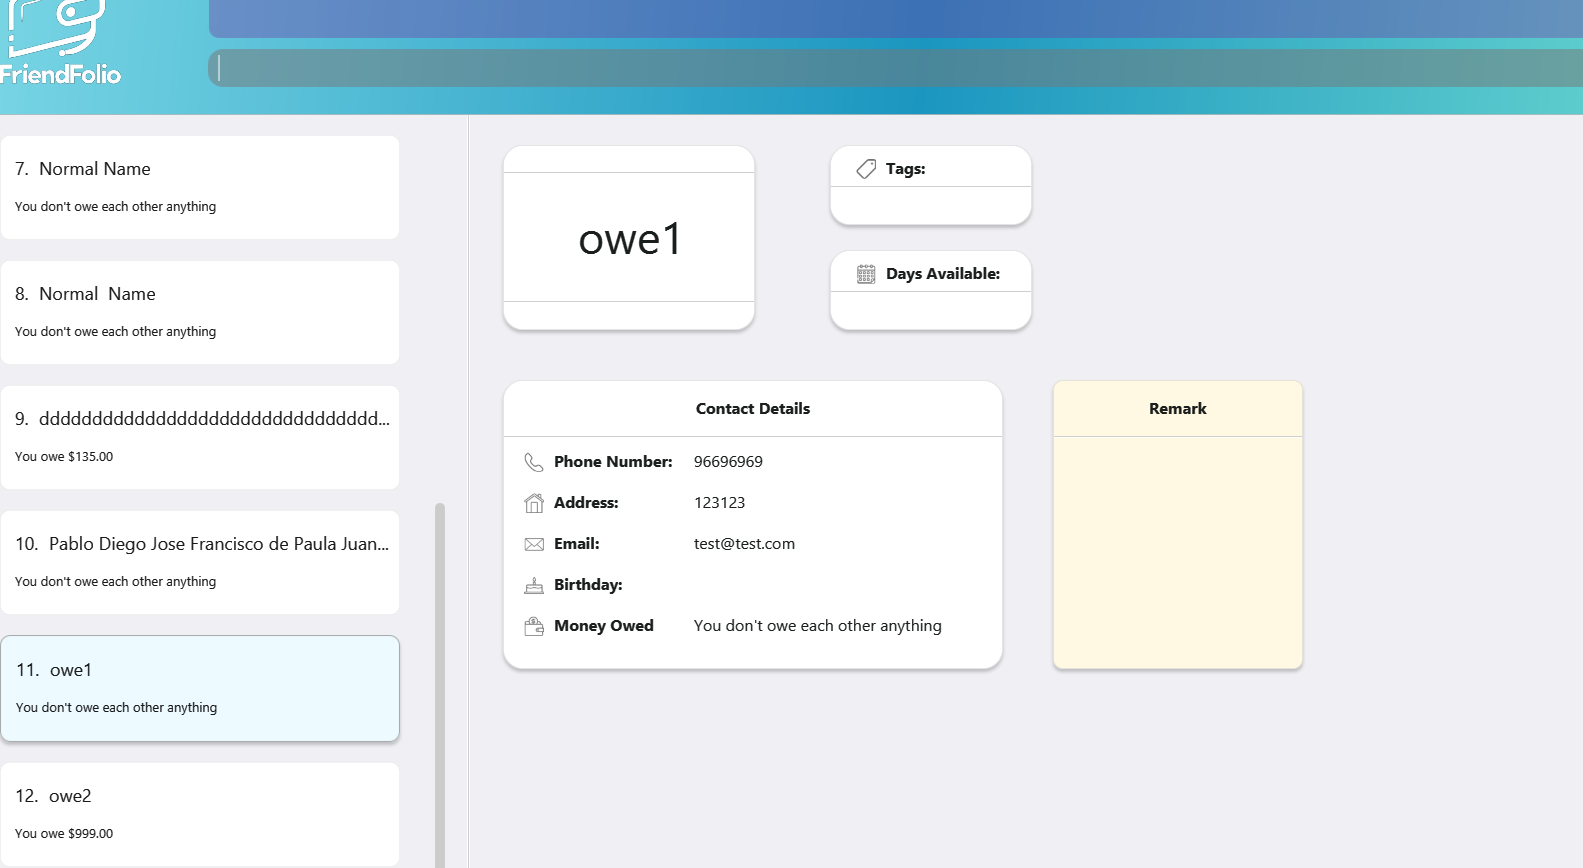 FriendFolio
7.  Normal Name
You don't owe each other anything
8.  Normal  Name
You don't owe each other anything
9.  dddddddddddddddddddddddddddddddd...
You owe $135.00
10.  Pablo Diego Jose Francisco de Paula Juan...
You don't owe each other anything
11.  owe1
You don't owe each other anything
12.  owe2
You owe $999.00
owe1
Tags:
Days Available:
Contact Details
Phone Number: 96696969
Address: 123123
Email: test@test.com
Birthday:
Money Owed You don't owe each other anything
Remark